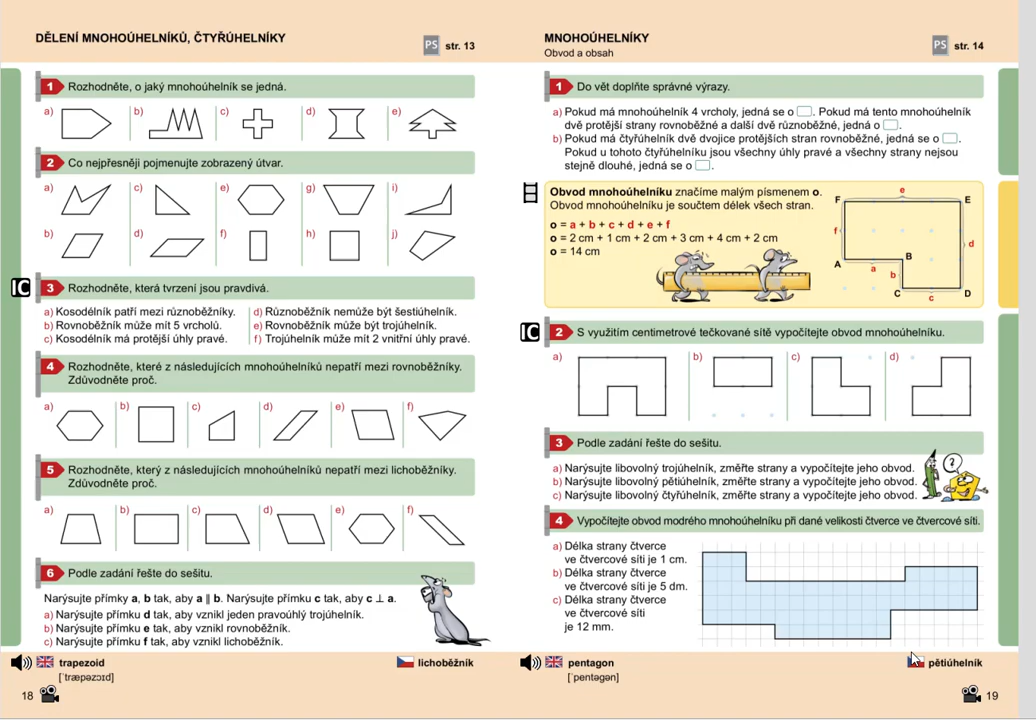 DĚLENÍ MNOHOÚHELNÍKŮ, ČTYŘÚHELNÍKY
PS str. 13
1 Rozhodněte, o jaký mnohoúhelník se jedná.
a) b) c) d) e)
2 Co nejpřesněji pojmenujte zobrazený útvar.
a) c) e) g) i)
b) d) f) h) j)
3 Rozhodněte, která tvrzení jsou pravdivá.
a) Kosodélník patří mezi různoběžníky.
b) Rovnoběžník může mít 5 vrcholů.
c) Kosodélník má protější úhly pravé.
d) Různoběžník nemůže být šestiúhelník.
e) Rovnoběžník může být trojúhelník.
f) Trojúhelník může mít 2 vnitřní úhly pravé.
4 Rozhodněte, které z následujících mnohoúhelníků nepatří mezi rovnoběžníky.
Zdůvodněte proč.
a) b) c) d) e) f)
5 Rozhodněte, který z následujících mnohoúhelníků nepatří mezi lichoběžníky.
Zdůvodněte proč.
a) b) c) d) e) f)
6 Podle zadání řešte do sešitu.
Narýsujte přímky a, b tak, aby a ∥ b. Narýsujte přímku c tak, aby c ⊥ a.
a) Narýsujte přímku d tak, aby vznikl jeden pravoúhlý trojúhelník.
b) Narýsujte přímku e tak, aby vznikl rovnoběžník.
c) Narýsujte přímku f tak, aby vznikl lichoběžník.
trapezoid
[ˈtræpəzɔɪd]
lichoběžník
18
MNOHOÚHELNÍKY
Obvod a obsah
PS str. 14
1 Do vět doplňte správné výrazy.
a) Pokud má mnohoúhelník 4 vrcholy, jedná se o . Pokud má tento mnohoúhelník
dvě protější strany rovnoběžné a další dvě různoběžné, jedná o .
b) Pokud má čtyřúhelník dvě dvojice protějších stran rovnoběžné, jedná se o .
Pokud u tohoto čtyřúhelníku jsou všechny úhly pravé a všechny strany nejsou
stejně dlouhé, jedná se o .
Obvod mnohoúhelníku značíme malým písmenem o.
Obvod mnohoúhelníku je součtem délek všech stran.
o = a + b + c + d + e + f
o = 2 cm + 1 cm + 2 cm + 3 cm + 4 cm + 2 cm
o = 14 cm
e
F E
f
d
A B
a b
C D
c
IC
IC
2 S využitím centimetrové tečkované sítě vypočítejte obvod mnohoúhelníku.
a) b) c) d)
3 Podle zadání řešte do sešitu.
a) Narýsujte libovolný trojúhelník, změřte strany a vypočítejte jeho obvod.
b) Narýsujte libovolný pětiúhelník, změřte strany a vypočítejte jeho obvod.
c) Narýsujte libovolný čtyřúhelník, změřte strany a vypočítejte jeho obvod.
?
4 Vypočítejte obvod modrého mnohoúhelníku při dané velikosti čtverce ve čtvercové síti.
a) Délka strany čtverce
ve čtvercové síti je 1 cm.
b) Délka strany čtverce
ve čtvercové síti je 5 dm.
c) Délka strany čtverce
ve čtvercové síti
je 12 mm.
pentagon
[ˈpentəgən]
pětiúhelník
19